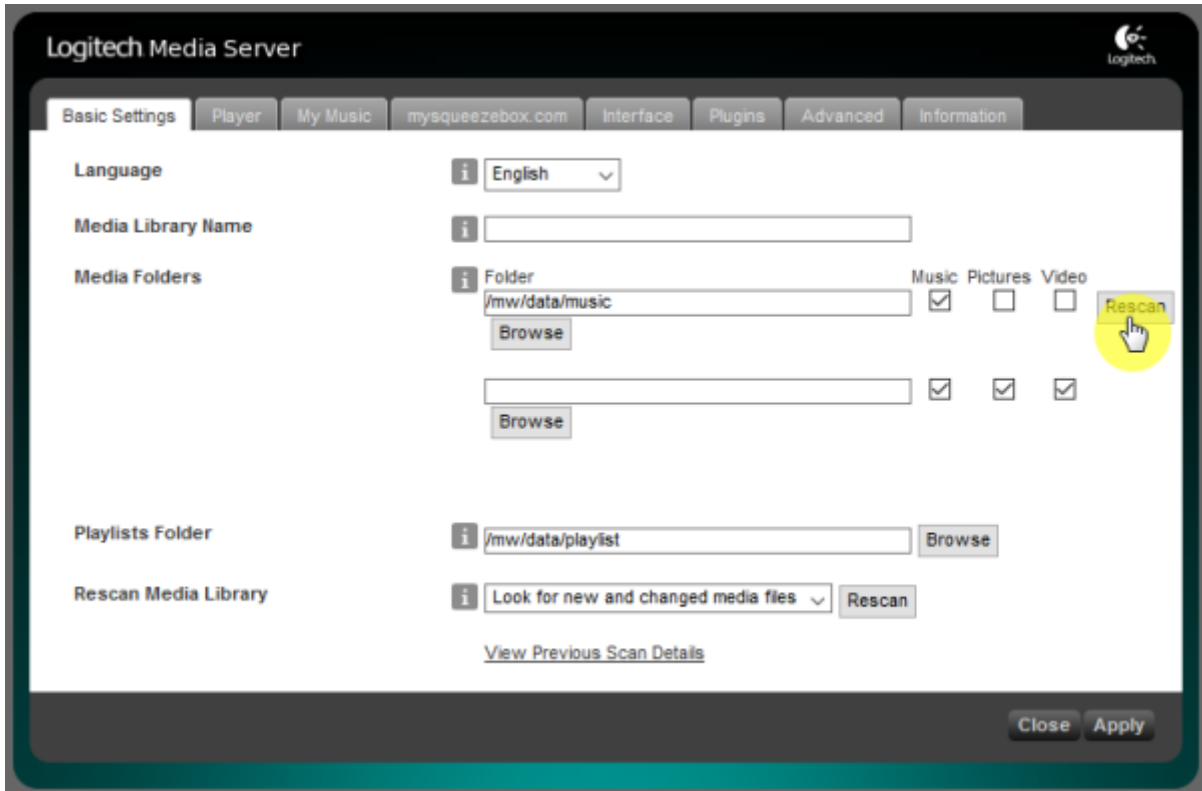 Logitech Media Server
Logitech
Basic Settings Player My Music mysqueezebox.com Interface Plugins Advanced Information
Language i English
Media Library Name i
Media Folders i Folder Music Pictures Video
/mw/data/music Rescan
Browse
Browse
Playlists Folder i /mw/data/playlist Browse
Rescan Media Library i Look for new and changed media files Rescan
View Previous Scan Details
Close Apply